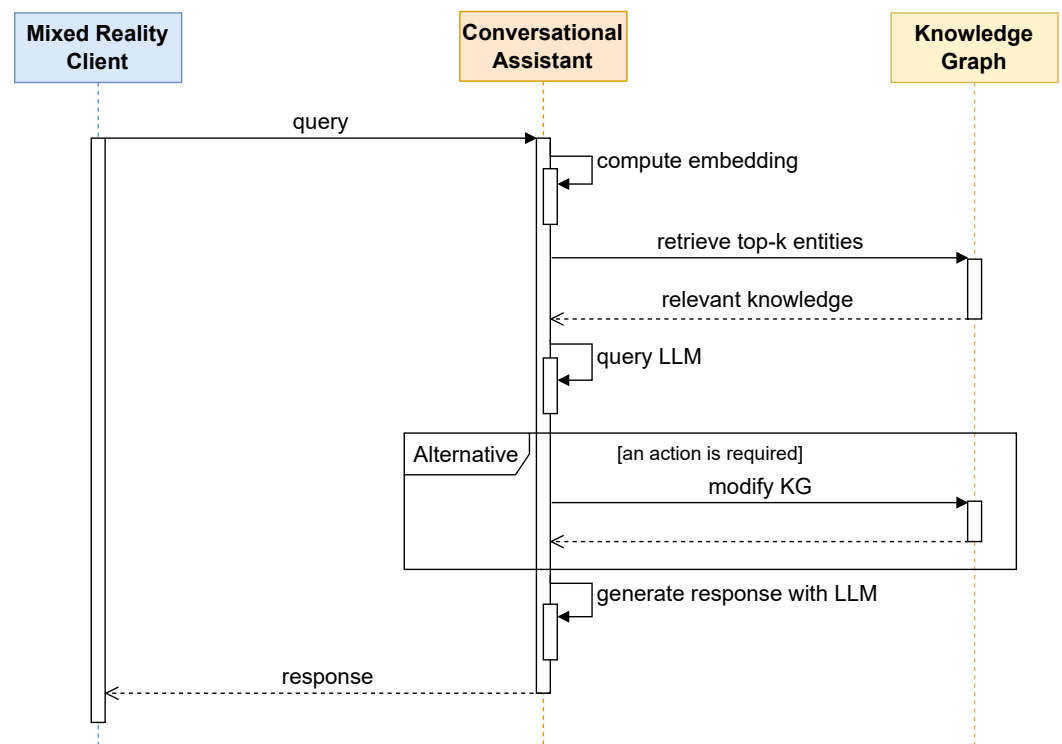 Mixed Reality
Client
Conversational
Assistant
Knowledge
Graph
query
compute embedding
retrieve top-k entities
relevant knowledge
query LLM
Alternative
[an action is required]
modify KG
generate response with LLM
response